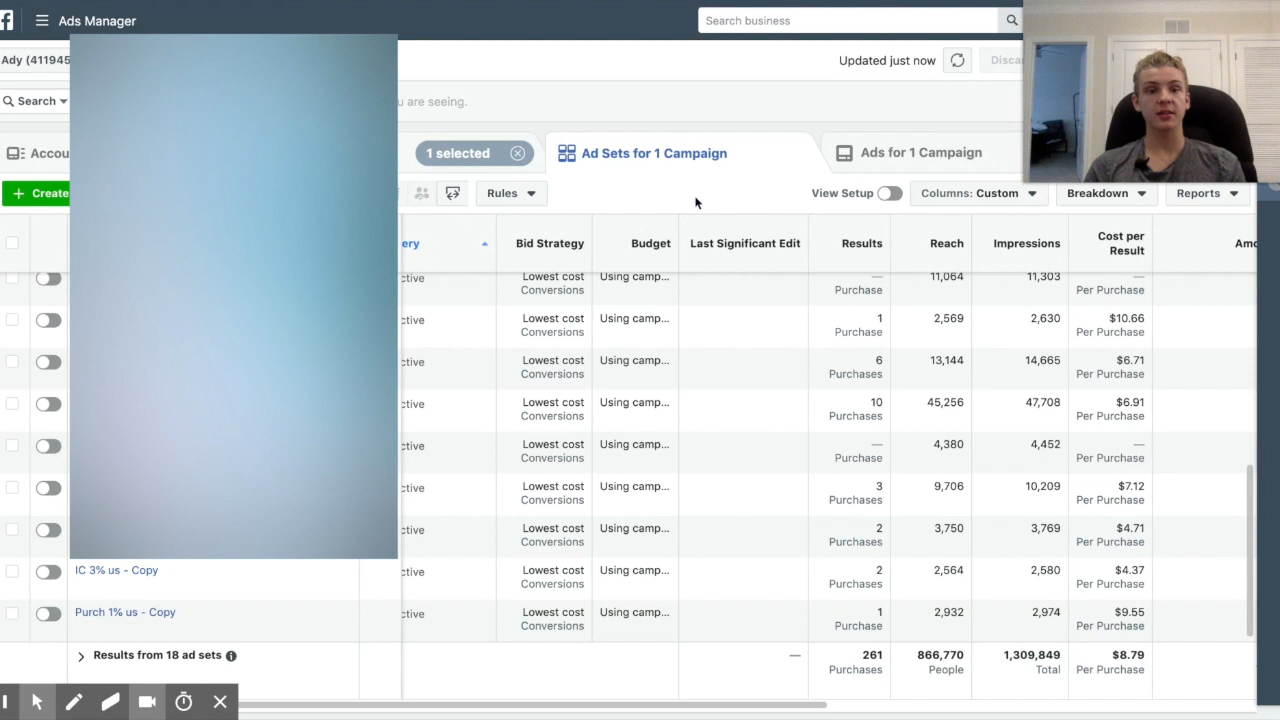 f Ads Manager
Search business
Ady (411945
Updated just now
Disca
Search
u are seeing.
Accou
1 selected
Ad Sets for 1 Campaign
Ads for 1 Campaign
+ Create
Rules
View Setup
Columns: Custom
Breakdown
Reports
ery
Bid Strategy
Budget
Last Significant Edit
Results
Reach
Impressions
Cost per
Result
Amo
ctive Lowest cost Using camp... — 11,064 11,303 —
Conversions Purchase Per Purchase
ctive Lowest cost Using camp... 1 2,569 2,630 $10.66
Conversions Purchase Per Purchase
ctive Lowest cost Using camp... 6 13,144 14,665 $6.71
Conversions Purchases Per Purchase
ctive Lowest cost Using camp... 10 45,256 47,708 $6.91
Conversions Purchases Per Purchase
ctive Lowest cost Using camp... — 4,380 4,452 —
Conversions Purchase Per Purchase
ctive Lowest cost Using camp... 3 9,706 10,209 $7.12
Conversions Purchases Per Purchase
ctive Lowest cost Using camp... 2 3,750 3,769 $4.71
Conversions Purchases Per Purchase
IC 3% us - Copy ctive Lowest cost Using camp... 2 2,564 2,580 $4.37
Conversions Purchases Per Purchase
Purch 1% us - Copy ctive Lowest cost Using camp... 1 2,932 2,974 $9.55
Conversions Purchase Per Purchase
Results from 18 ad sets — 261 866,770 1,309,849 $8.79
Purchases People Total Per Purchase